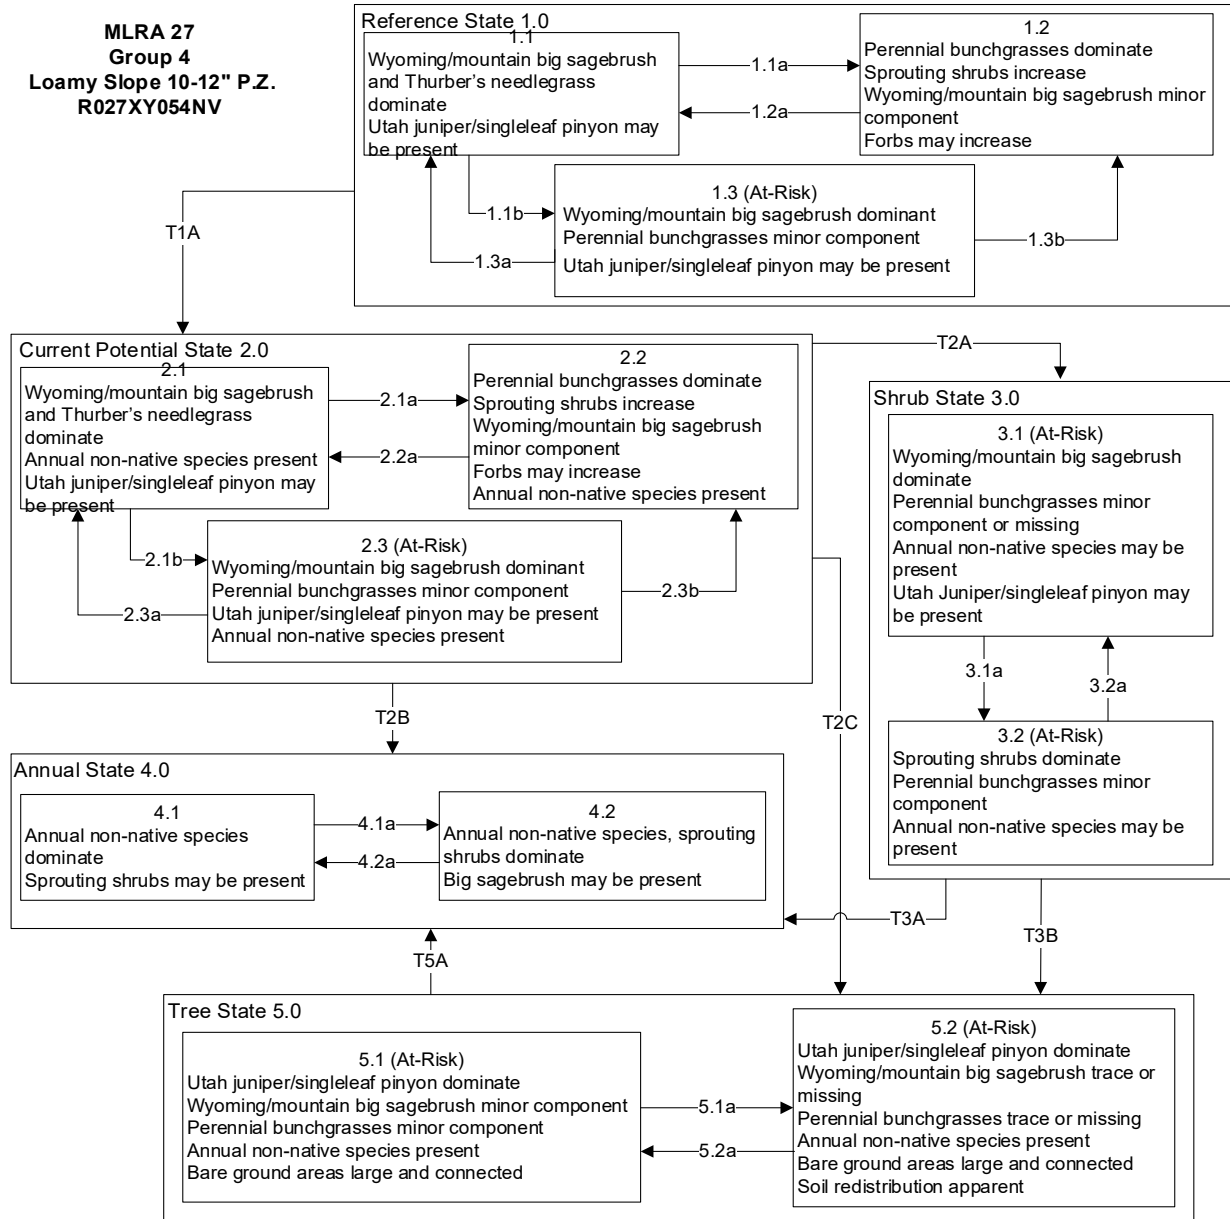 MLRA 27
Group 4
Loamy Slope 10-12" P.Z.
R027XY054NV
Reference State 1.0
1.1
Wyoming/mountain big sagebrush
and Thurber's needlegrass
dominate
Utah juniper/singleleaf pinyon may
be present
1.1a
1.2a
1.2
Perennial bunchgrasses dominate
Sprouting shrubs increase
Wyoming/mountain big sagebrush minor
component
Forbs may increase
1.1b
1.3a
1.3 (At-Risk)
Wyoming/mountain big sagebrush dominant
Perennial bunchgrasses minor component
Utah juniper/singleleaf pinyon may be present
1.3b
T1A
Current Potential State 2.0
2.1
Wyoming/mountain big sagebrush
and Thurber's needlegrass
dominate
Annual non-native species present
Utah juniper/singleleaf pinyon may
be present
2.1a
2.2a
2.2
Perennial bunchgrasses dominate
Sprouting shrubs increase
Wyoming/mountain big sagebrush
minor component
Forbs may increase
Annual non-native species present
2.1b
2.3a
2.3 (At-Risk)
Wyoming/mountain big sagebrush dominant
Perennial bunchgrasses minor component
Utah juniper/singleleaf pinyon may be present
Annual non-native species present
2.3b
T2A
Shrub State 3.0
3.1 (At-Risk)
Wyoming/mountain big sagebrush
dominate
Perennial bunchgrasses minor
component or missing
Annual non-native species may be
present
Utah Juniper/singleleaf pinyon may
be present
3.1a
3.2a
3.2 (At-Risk)
Sprouting shrubs dominate
Perennial bunchgrasses minor
component
Annual non-native species may be
present
T2B
T2C
Annual State 4.0
4.1
Annual non-native species
dominate
Sprouting shrubs may be present
4.1a
4.2a
4.2
Annual non-native species, sprouting
shrubs dominate
Big sagebrush may be present
T3A
T3B
T5A
Tree State 5.0
5.1 (At-Risk)
Utah juniper/singleleaf pinyon dominate
Wyoming/mountain big sagebrush minor component
Perennial bunchgrasses minor component
Annual non-native species present
Bare ground areas large and connected
5.1a
5.2a
5.2 (At-Risk)
Utah juniper/singleleaf pinyon dominate
Wyoming/mountain big sagebrush trace or
missing
Perennial bunchgrasses trace or missing
Annual non-native species present
Bare ground areas large and connected
Soil redistribution apparent